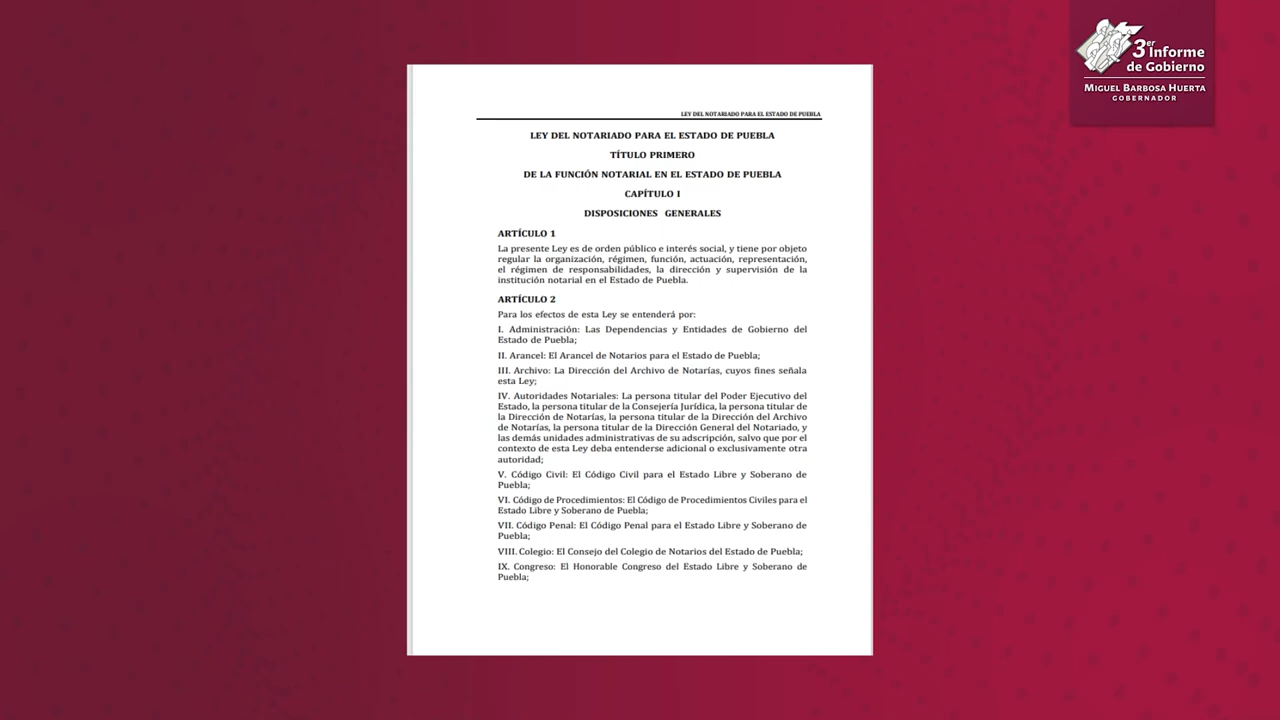 3er Informe
de Gobierno
MIGUEL BARBOSA HUERTA
GOBERNADOR
LEY DEL NOTARIADO PARA EL ESTADO DE PUEBLA
LEY DEL NOTARIADO PARA EL ESTADO DE PUEBLA
TÍTULO PRIMERO
DE LA FUNCIÓN NOTARIAL EN EL ESTADO DE PUEBLA
CAPÍTULO I
DISPOSICIONES GENERALES
ARTÍCULO 1
La presente Ley es de orden público e interés social, y tiene por objeto
regular la organización, régimen, función, actuación, representación,
el régimen de responsabilidades, la dirección y supervisión de la
institución notarial en el Estado de Puebla.
ARTÍCULO 2
Para los efectos de esta Ley se entenderá por:
I. Administración: Las Dependencias y Entidades de Gobierno del
Estado de Puebla;
II. Arancel: El Arancel de Notarios para el Estado de Puebla;
III. Archivo: La Dirección del Archivo de Notarías, cuyos fines señala
esta Ley;
IV. Autoridades Notariales: La persona titular del Poder Ejecutivo del
Estado, la persona titular de la Consejería Jurídica, la persona titular de
la Dirección de Notarías, la persona titular de la Dirección del Archivo
de Notarías, la persona titular de la Dirección General del Notariado, y
las demás unidades administrativas de su adscripción, salvo que por el
contexto de esta Ley deba entenderse adicional o exclusivamente otra
autoridad;
V. Código Civil: El Código Civil para el Estado Libre y Soberano de
Puebla;
VI. Código de Procedimientos: El Código de Procedimientos Civiles para el
Estado Libre y Soberano de Puebla;
VII. Código Penal: El Código Penal para el Estado Libre y Soberano de
Puebla;
VIII. Colegio: El Consejo del Colegio de Notarios del Estado de Puebla;
IX. Congreso: El Honorable Congreso del Estado Libre y Soberano de
Puebla;